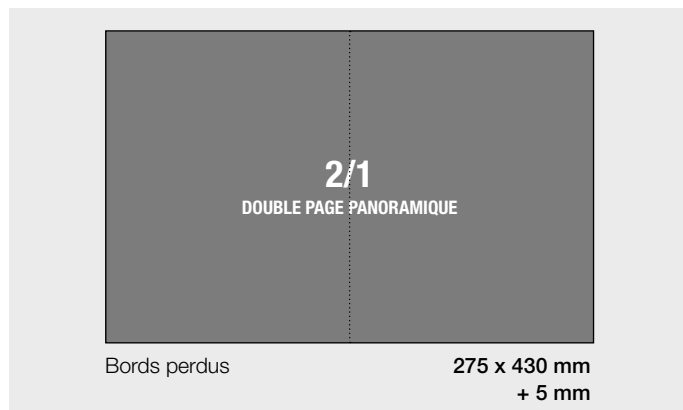 2/1
DOUBLE PAGE PANORAMIQUE
Bords perdus 275 x 430 mm
+ 5 mm